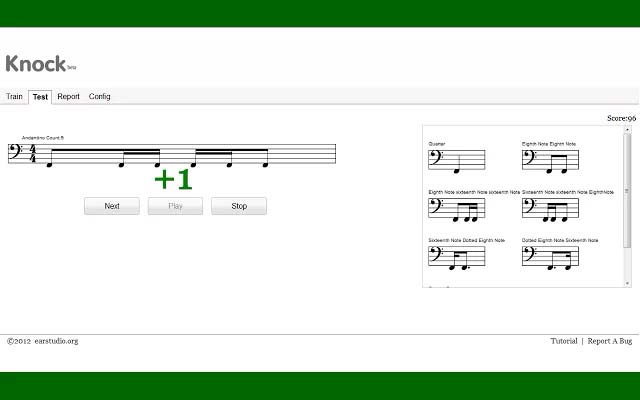 Knock beta
Train Test Report Config
Score:96
Andantino Count:5
4
4
+1
Next Play Stop
Quarter Eighth Note Eighth Note
Eighth Note sixteenth Note sixteenth Note Sixteenth Note sixteenth Note EighthNote
Sixteenth Note Dotted Eighth Note Dotted Eighth Note Sixteenth Note
©2012 earstudio.org Tutorial | Report A Bug